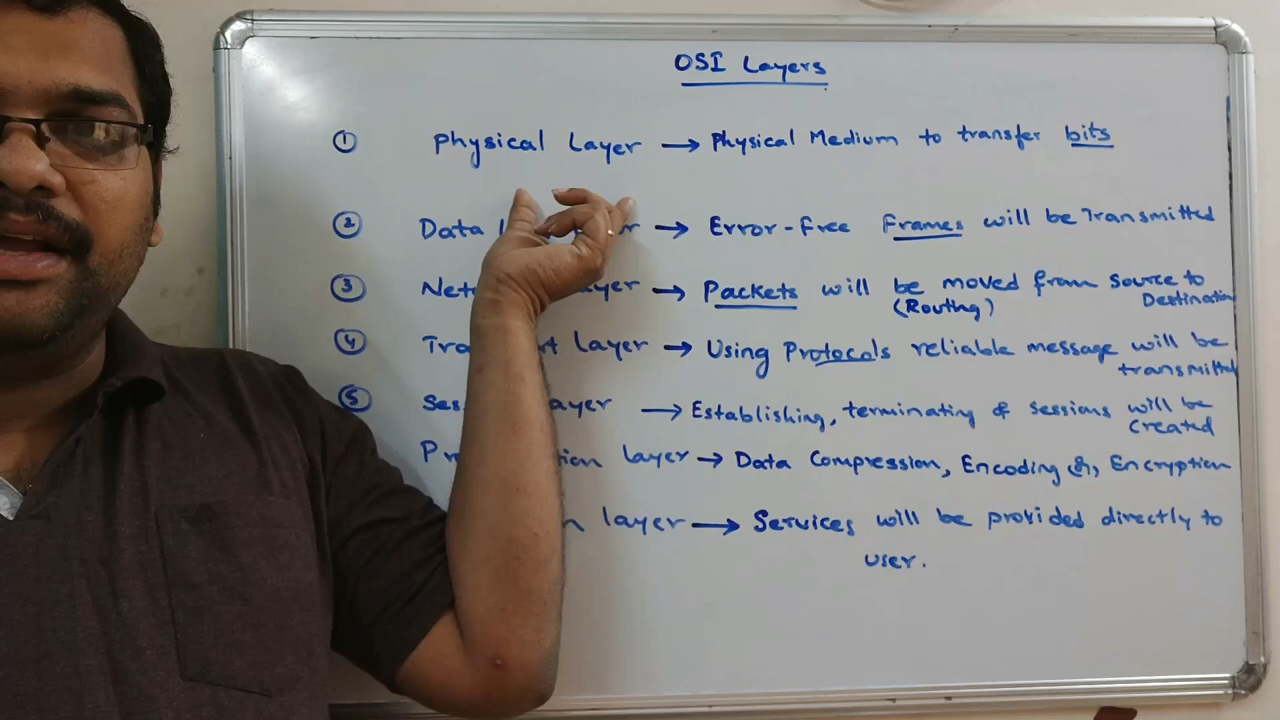 OSI Layers
① Physical Layer → Physical Medium to transfer bits
② Data → Error-Free Frames will be Transmitted
③ Layer → Packets will be moved from source to Destination
(Routing)
④ Layer → Using Protocols reliable message will be transmitted
⑤ → Establishing, terminating of sessions will be created
layer → Data Compression, Encoding &, Encryption
layer → Services will be provided directly to
user.